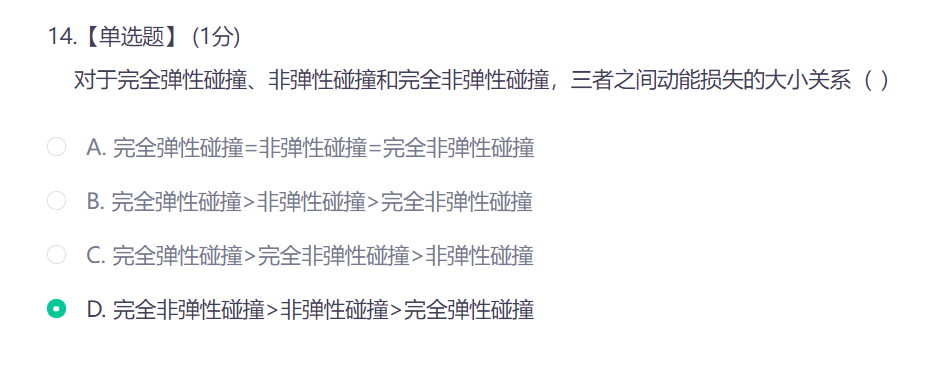 14.【单选题】 (1分)
对于完全弹性碰撞、非弹性碰撞和完全非弹性碰撞，三者之间动能损失的大小关系（ ）
A. 完全弹性碰撞=非弹性碰撞=完全非弹性碰撞
B. 完全弹性碰撞>非弹性碰撞>完全非弹性碰撞
C. 完全弹性碰撞>完全非弹性碰撞>非弹性碰撞
D. 完全非弹性碰撞>非弹性碰撞>完全弹性碰撞